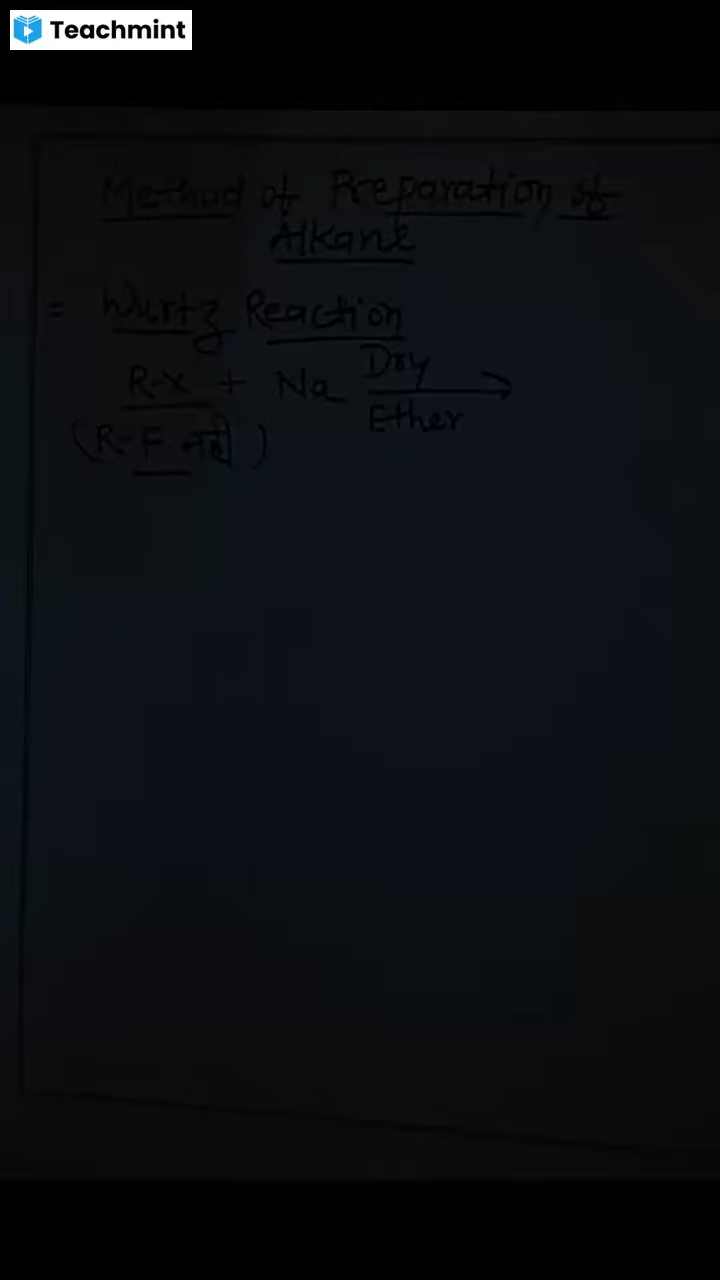 Teachmint
Method of Preparation of
Alkane
= Wurtz Reaction
R-X + Na Dry
Ether
(R-F नही)